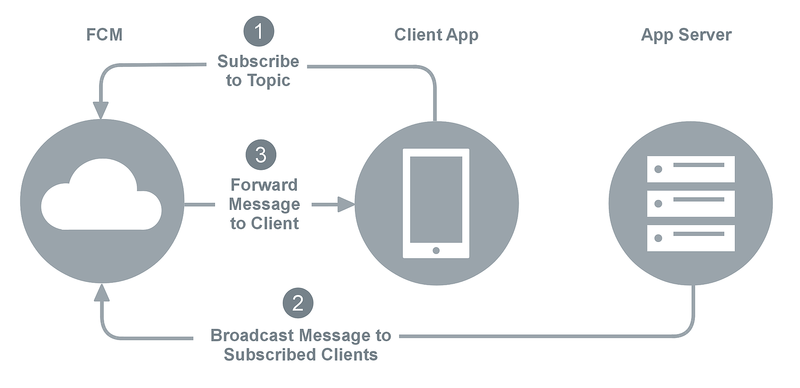 FCM
Client App
App Server
1
Subscribe
to Topic
3
Forward
Message
to Client
2
Broadcast Message to
Subscribed Clients